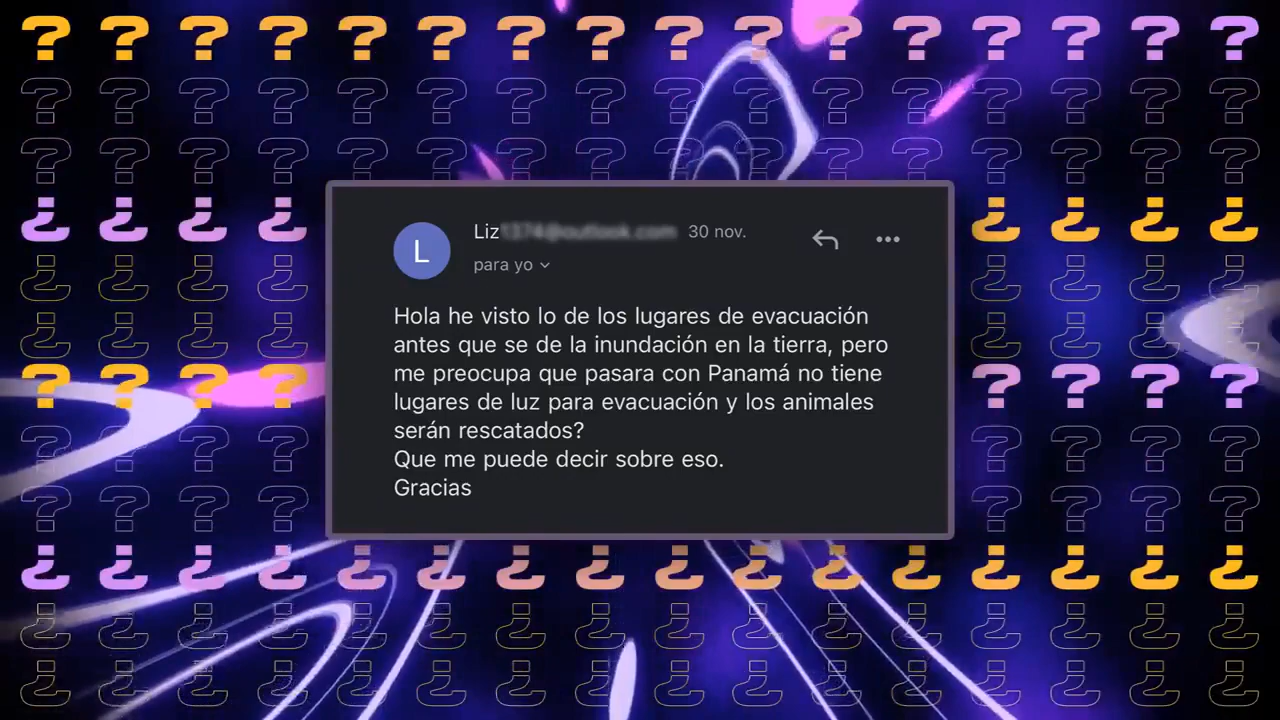 ? ? ? ? ? ? ? ? ? ? ? ? ? ? ? ?
? ? ? ? ? ? ? ? ? ? ? ? ? ? ? ?
? ? ? ? ? ? ? ? ? ? ? ? ? ? ? ?
¿ ¿ ¿ ¿ ¿ ¿ ¿ ¿
¿ ¿ ¿ ¿ ¿ ¿ ¿ ¿
¿ ¿ ¿ ¿ ¿ ¿ ¿ ¿
? ? ? ? ? ? ? ?
? ? ? ? ? ? ? ?
? ? ? ? ? ? ? ?
L
Liz 30 nov.
para yo
Hola he visto lo de los lugares de evacuación
antes que se de la inundación en la tierra, pero
me preocupa que pasara con Panamá no tiene
lugares de luz para evacuación y los animales
serán rescatados?
Que me puede decir sobre eso.
Gracias
¿ ¿ ¿ ¿ ¿ ¿ ¿ ¿ ¿ ¿ ¿ ¿ ¿ ¿ ¿ ¿
¿ ¿ ¿ ¿ ¿ ¿ ¿ ¿ ¿ ¿ ¿ ¿ ¿ ¿ ¿ ¿
¿ ¿ ¿ ¿ ¿ ¿ ¿ ¿ ¿ ¿ ¿ ¿ ¿ ¿ ¿ ¿